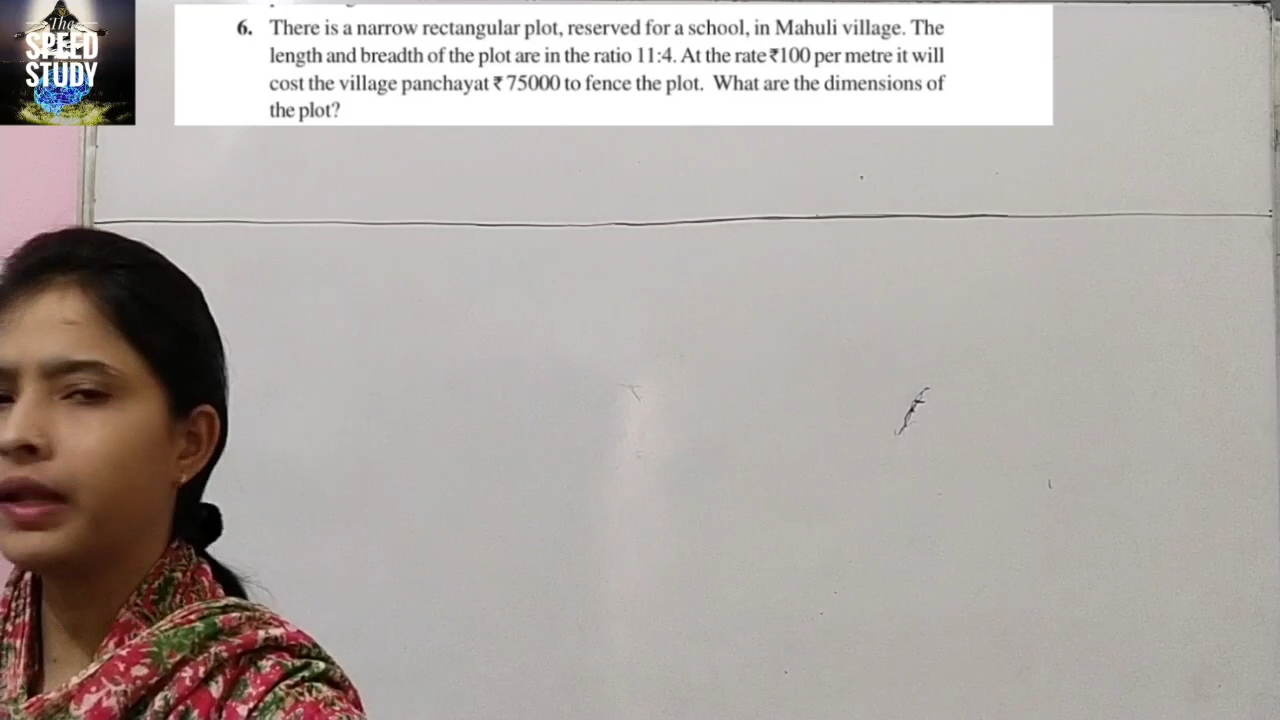 The
SPEED
STUDY
6. There is a narrow rectangular plot, reserved for a school, in Mahuli village. The
length and breadth of the plot are in the ratio 11:4. At the rate ₹100 per metre it will
cost the village panchayat ₹ 75000 to fence the plot. What are the dimensions of
the plot?